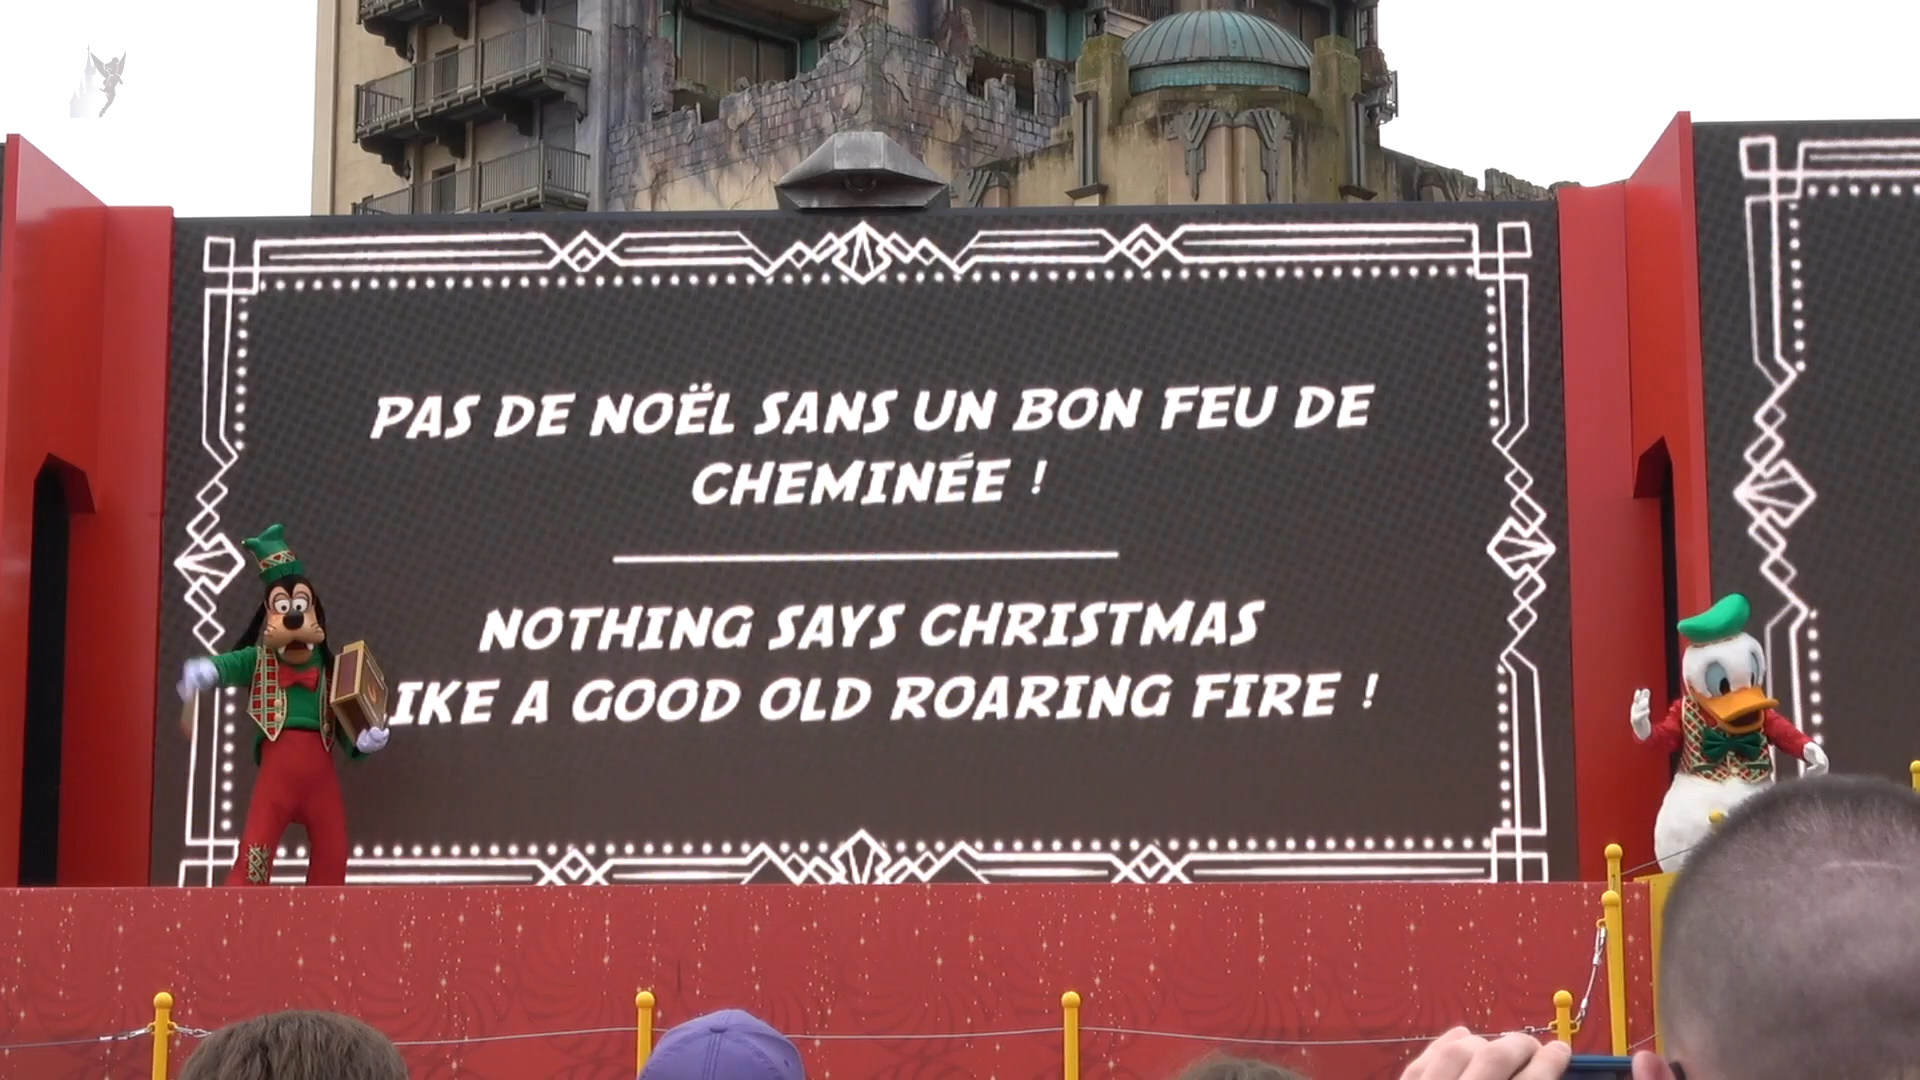 PAS DE NOËL SANS UN BON FEU DE
CHEMINÉE !
NOTHING SAYS CHRISTMAS
IKE A GOOD OLD ROARING FIRE !